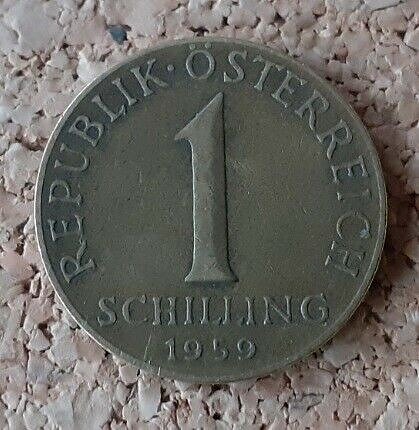 REPUBLIK · ÖSTERREICH
1
SCHILLING
1959